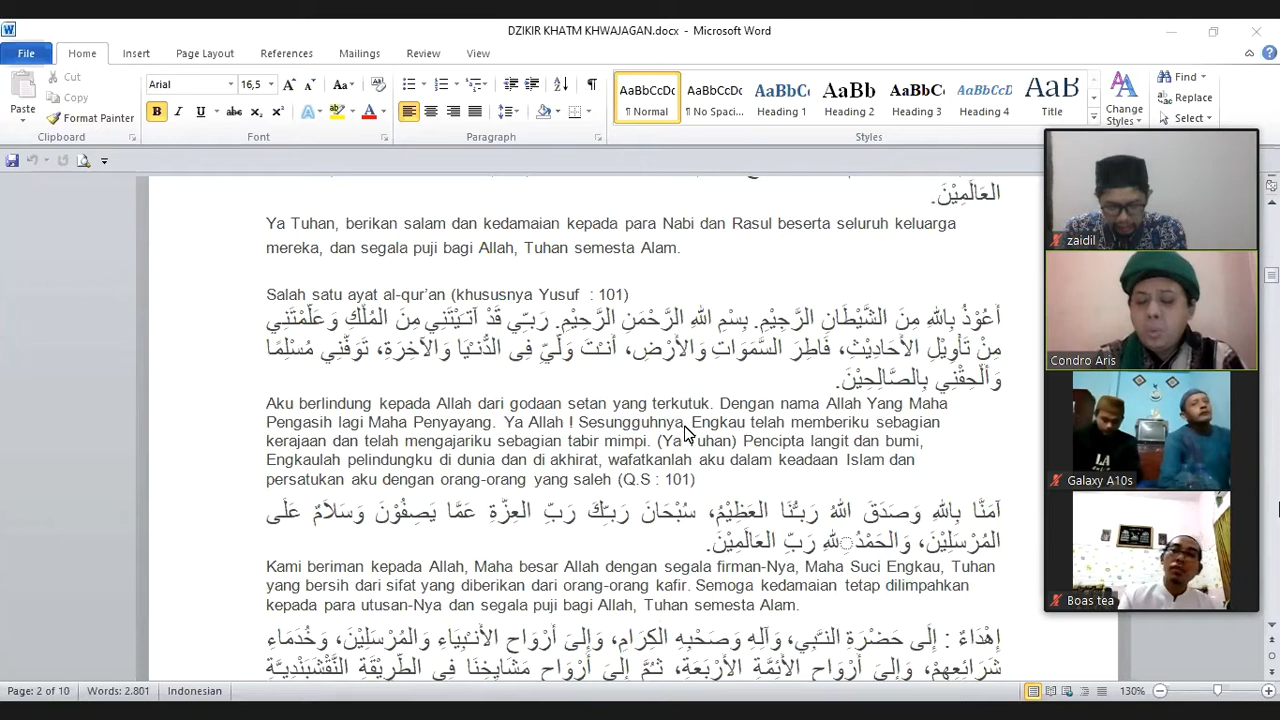 DZIKIR KHATM KHWAJAGAN.docx - Microsoft Word
File Home Insert Page Layout References Mailings Review View
Paste
Cut
Copy
Format Painter
Clipboard
Arial 16,5
Font
Paragraph
AaBbCcDc AaBbCcDc AaBbCc AaBb AaBbCc AaBbCcD AaB
¶ Normal ¶ No Spaci... Heading 1 Heading 2 Heading 3 Heading 4 Title
Change Styles
Styles
Find
Replace
Select
العَالَمِيْنَ.
Ya Tuhan, berikan salam dan kedamaian kepada para Nabi dan Rasul beserta seluruh keluarga
mereka, dan segala puji bagi Allah, Tuhan semesta Alam.
Salah satu ayat al-qur’an (khususnya Yusuf : 101)
أَعُوْذُ بِاللهِ مِنَ الشَّيْطَانِ الرَّجِيْمِ. بِسْمِ اللهِ الرَّحْمَنِ الرَّحِيْمِ. رَبِّي قَدْ آتَيْتَنِي مِنَ المُلْكِ وَعَلَّمْتَنِي
مِنْ تَأْوِيْلِ الأَحَادِيْثِ، فَاطِرَ السَّمَوَاتِ وَالأَرْضِ، أَنْتَ وَلِيِّ فِى الدُّنْيَا وَالآخِرَةِ، تَوَفَّنِي مُسْلِمًا
وَأَلْحِقْنِي بِالصَّالِحِيْنَ.
Aku berlindung kepada Allah dari godaan setan yang terkutuk. Dengan nama Allah Yang Maha
Pengasih lagi Maha Penyayang. Ya Allah ! Sesungguhnya, Engkau telah memberiku sebagian
kerajaan dan telah mengajariku sebagian tabir mimpi. (Ya Tuhan) Pencipta langit dan bumi,
Engkaulah pelindungku di dunia dan di akhirat, wafatkanlah aku dalam keadaan Islam dan
persatukan aku dengan orang-orang yang saleh (Q.S : 101)
آمَنَّا بِاللهِ وَصَدَقَ اللهُ رَبُّنَا العَظِيْمُ، سُبْحَانَ رَبِّكَ رَبِّ العِزَّةِ عَمَّا يَصِفُوْنَ وَسَلاَمٌ عَلَى
المُرْسَلِيْنَ، وَالحَمْدُ ِللهِ رَبِّ العَالَمِيْنَ.
Kami beriman kepada Allah, Maha besar Allah dengan segala firman-Nya, Maha Suci Engkau, Tuhan
yang bersih dari sifat yang diberikan dari orang-orang kafir. Semoga kedamaian tetap dilimpahkan
kepada para utusan-Nya dan segala puji bagi Allah, Tuhan semesta Alam.
إِهْدَاءٌ : إِلَى حَضْرَةِ النَّبِي، وَآلِهِ وَصَحْبِهِ الكِرَامِ، وَإِلىَ أَرْوَاحِ الأَنْبِيَاءِ وَالمُرْسَلِيْنَ، وَخُدَمَاءِ
شَرَائِعِهِمْ، وَإِلىَ أَرْوَاحِ الأَئِمَّةِ الأَرْبَعَةِ، ثُمَّ إِلىَ أَرْوَاحِ مَشَايِخِنَا فِى الطَّرِيْقَةِ النَّقْشَبَنْدِيَّةِ
zaidil
Condro Aris
Galaxy A10s
Boas tea
Page: 2 of 10 Words: 2.801 Indonesian 130%